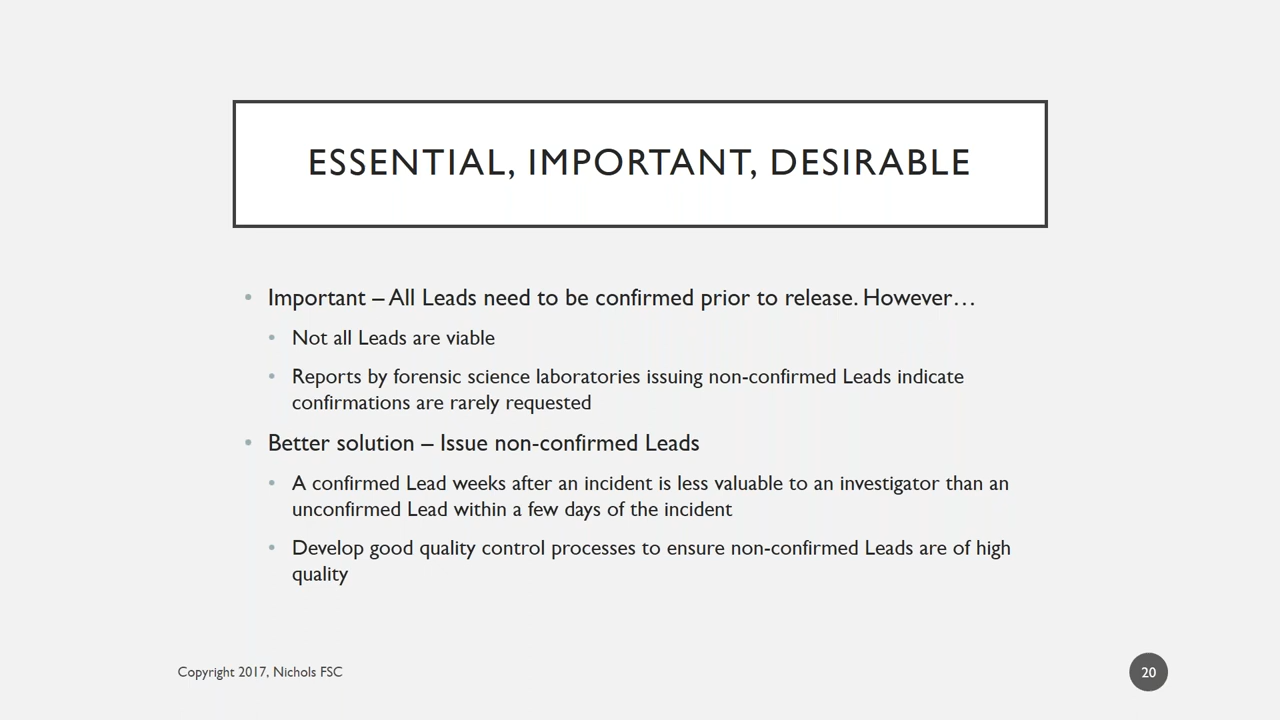 ESSENTIAL, IMPORTANT, DESIRABLE
• Important – All Leads need to be confirmed prior to release. However…
• Not all Leads are viable
• Reports by forensic science laboratories issuing non-confirmed Leads indicate
confirmations are rarely requested
• Better solution – Issue non-confirmed Leads
• A confirmed Lead weeks after an incident is less valuable to an investigator than an
unconfirmed Lead within a few days of the incident
• Develop good quality control processes to ensure non-confirmed Leads are of high
quality
Copyright 2017, Nichols FSC
20